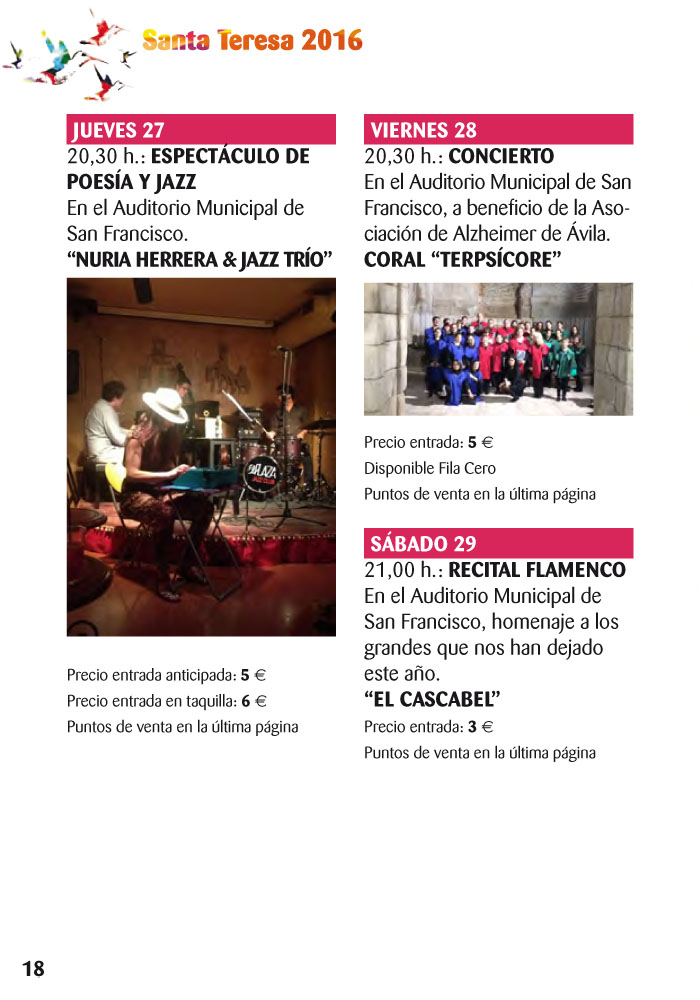 Santa Teresa 2016
JUEVES 27
20,30 h.: ESPECTÁCULO DE
POESÍA Y JAZZ
En el Auditorio Municipal de
San Francisco.
“NURIA HERRERA & JAZZ TRÍO”
PLAZA
JAZZ CLUB
Precio entrada anticipada: 5 €
Precio entrada en taquilla: 6 €
Puntos de venta en la última página
VIERNES 28
20,30 h.: CONCIERTO
En el Auditorio Municipal de San
Francisco, a beneficio de la Aso-
ciación de Alzheimer de Ávila.
CORAL “TERPSÍCORE”
Precio entrada: 5 €
Disponible Fila Cero
Puntos de venta en la última página
SÁBADO 29
21,00 h.: RECITAL FLAMENCO
En el Auditorio Municipal de
San Francisco, homenaje a los
grandes que nos han dejado
este año.
“EL CASCABEL”
Precio entrada: 3 €
Puntos de venta en la última página
18